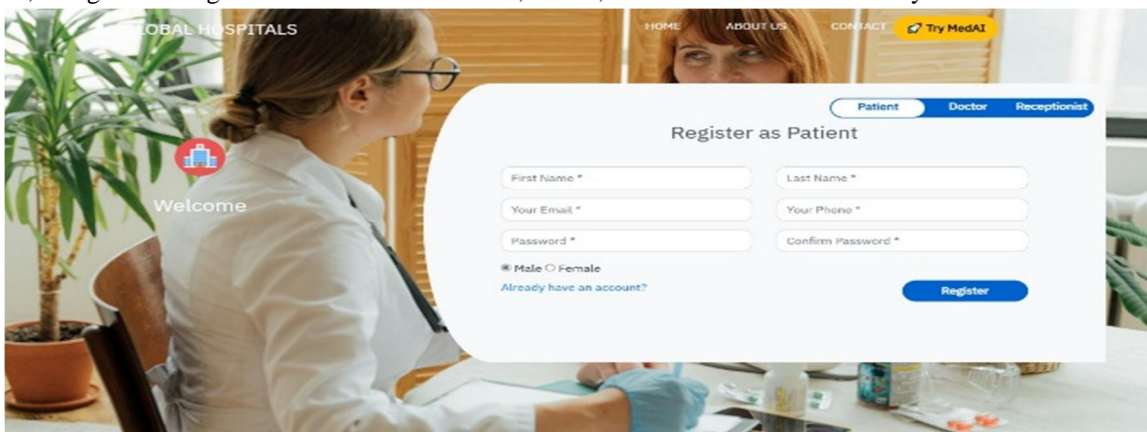 GLOBAL HOSPITALS
HOME ABOUT US CONTACT Try MedAI
Patient Doctor Receptionist
Register as Patient
Welcome
First Name * Last Name *
Your Email * Your Phone *
Password * Confirm Password *
Male Female
Already have an account?
Register